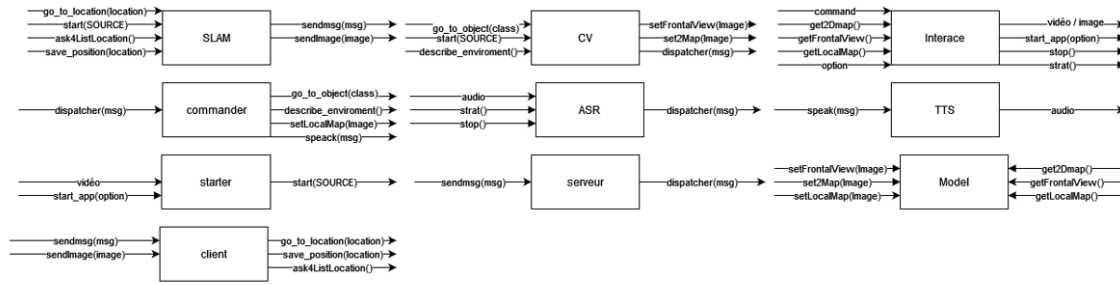 go_to_location(location)
start(SOURCE)
ask4ListLocation()
save_position(location)
SLAM
sendmsg(msg)
sendImage(image)
go_to_object(class)
start(SOURCE)
describe_enviroment()
CV
setFrontalView(Image)
set2Map(Image)
dispatcher(msg)
command
get2Dmap()
getFrontalView()
getLocalMap()
option
Interace
vidéo / image
start_app(option)
stop()
strat()
dispatcher(msg)
commander
go_to_object(class)
describe_enviroment()
setLocalMap(Image)
speack(msg)
audio
strat()
stop()
ASR
dispatcher(msg)
speak(msg)
TTS
audio
vidéo
start_app(option)
starter
start(SOURCE)
sendmsg(msg)
serveur
dispatcher(msg)
setFrontalView(Image)
set2Map(Image)
setLocalMap(Image)
Model
get2Dmap()
getFrontalView()
getLocalMap()
sendmsg(msg)
sendImage(image)
client
go_to_location(location)
save_position(location)
ask4ListLocation()